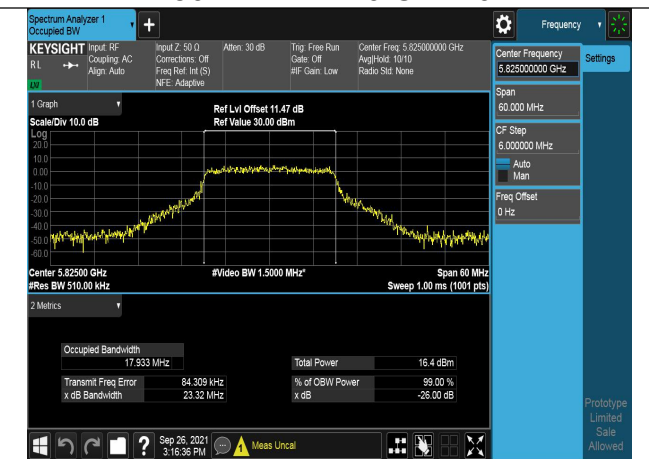 Spectrum Analyzer 1
Occupied BW
Frequency
KEYSIGHT
RL
LXI
Input: RF
Coupling: AC
Align: Auto
Input Z: 50 Ω
Corrections: Off
Freq Ref: Int (S)
NFE: Adaptive
Atten: 30 dB
Trig: Free Run
Gate: Off
#IF Gain: Low
Center Freq: 5.825000000 GHz
Avg|Hold: 10/10
Radio Std: None
Center Frequency
5.825000000 GHz
Settings
Span
60.000 MHz
CF Step
6.000000 MHz
Auto
Man
Freq Offset
0 Hz
1 Graph
Scale/Div 10.0 dB
Ref Lvl Offset 11.47 dB
Ref Value 30.00 dBm
Log
20.0
10.0
0.00
-10.0
-20.0
-30.0
-40.0
-50.0
-60.0
Center 5.82500 GHz
#Video BW 1.5000 MHz*
Span 60 MHz
#Res BW 510.00 kHz
Sweep 1.00 ms (1001 pts)
2 Metrics
Occupied Bandwidth
17.933 MHz
Total Power 16.4 dBm
Transmit Freq Error 84.309 kHz
% of OBW Power 99.00 %
x dB Bandwidth 23.32 MHz
x dB -26.00 dB
Prototype
Limited
Sale
Allowed
?
Sep 26, 2021
3:16:36 PM
1
Meas Uncal